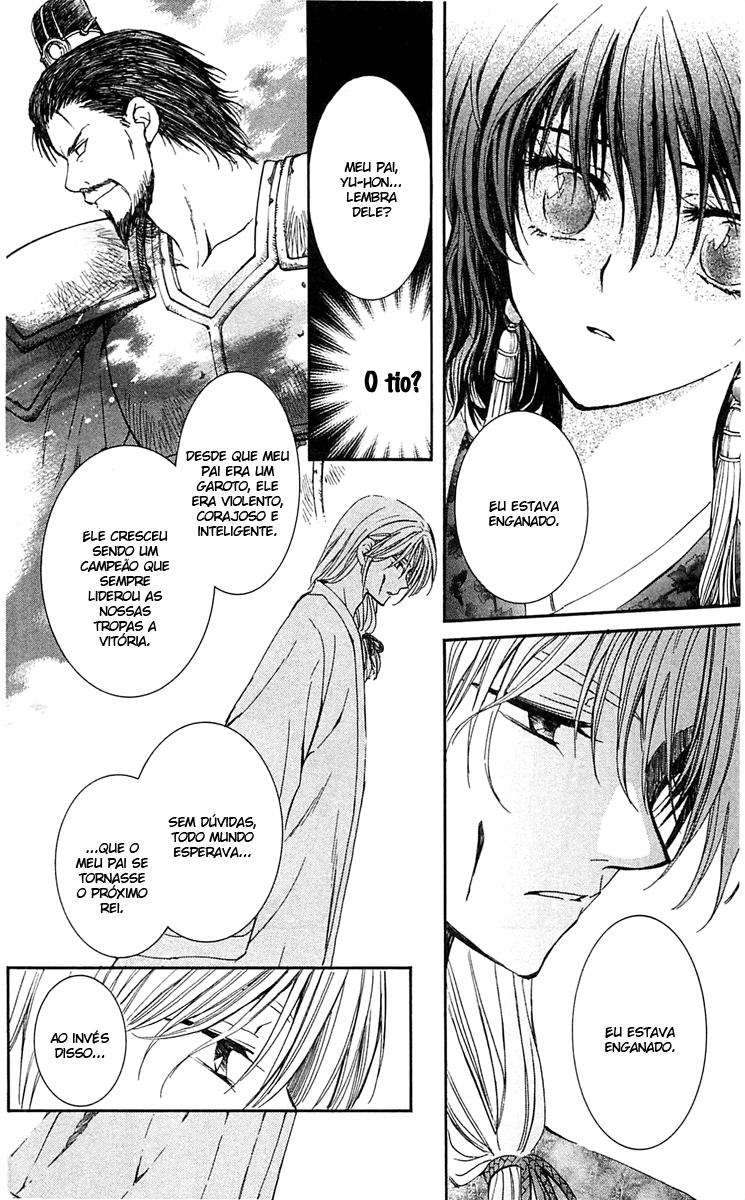 EU ESTAVA
ENGANADO.
EU ESTAVA
ENGANADO.
MEU PAI,
YU-HON...
LEMBRA
DELE?
O tio?
DESDE QUE MEU
PAI ERA UM
GAROTO, ELE
ERA VIOLENTO,
CORAJOSO E
INTELIGENTE.
ELE CRESCEU
SENDO UM
CAMPEÃO QUE
SEMPRE
LIDEROU AS
NOSSAS
TROPAS A
VITÓRIA.
SEM DÚVIDAS,
TODO MUNDO
ESPERAVA...
...QUE O
MEU PAI SE
TORNASSE
O PRÓXIMO
REI.
AO INVÉS
DISSO...